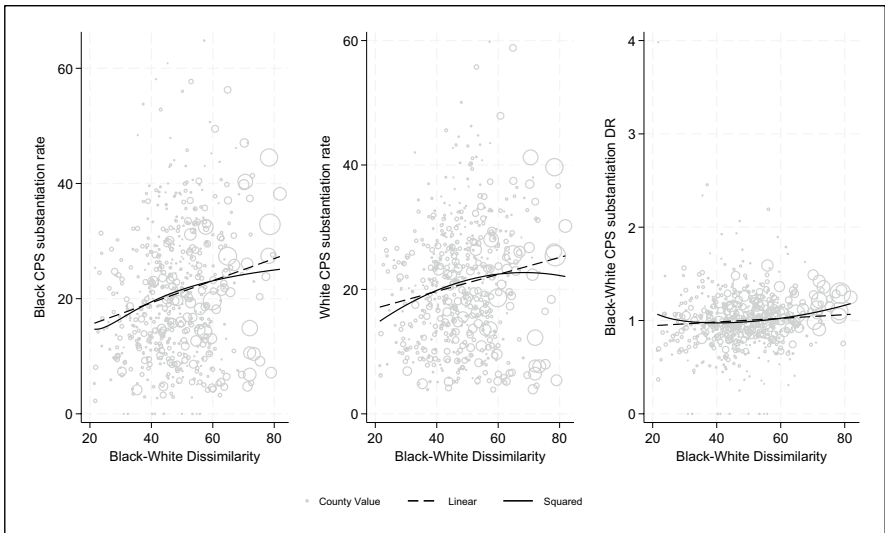 Black CPS substantiation rate
60
40
20
0
20 40 60 80
Black-White Dissimilarity
White CPS substantiation rate
60
40
20
0
20 40 60 80
Black-White Dissimilarity
Black-White CPS substantiation DR
4
3
2
1
0
20 40 60 80
Black-White Dissimilarity
County Value Linear Squared